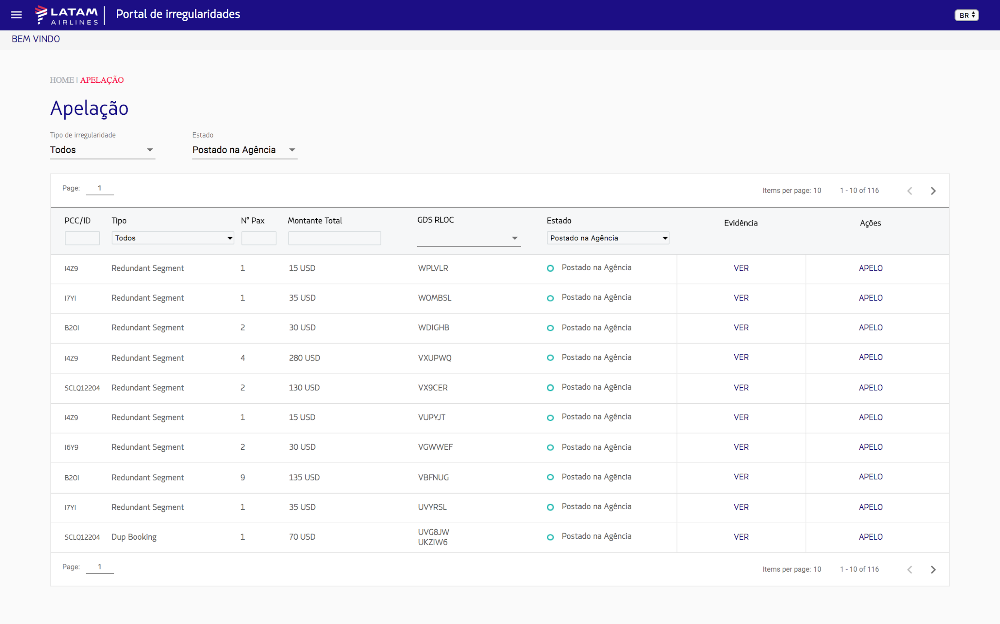 LATAM
AIRLINES
Portal de irregularidades
BR
BEM VINDO
HOME | APELAÇÃO
Apelação
Tipo de irregularidade Estado
Todos Postado na Agência
Page: 1 Items per page: 10 1 - 10 of 116
PCC/ID Tipo N° Pax Montante Total GDS RLOC Estado Evidência Ações
Todos Postado na Agência
I4Z9 Redundant Segment 1 15 USD WPLVLR Postado na Agência VER APELO
I7YI Redundant Segment 1 35 USD WOMBSL Postado na Agência VER APELO
B2OI Redundant Segment 2 30 USD WDIGHB Postado na Agência VER APELO
I4Z9 Redundant Segment 4 280 USD VXUPWQ Postado na Agência VER APELO
SCLQ12204 Redundant Segment 2 130 USD VX9CER Postado na Agência VER APELO
I4Z9 Redundant Segment 1 15 USD VUPYJT Postado na Agência VER APELO
I6Y9 Redundant Segment 2 30 USD VGWWEF Postado na Agência VER APELO
B2OI Redundant Segment 9 135 USD VBFNUG Postado na Agência VER APELO
I7YI Redundant Segment 1 35 USD UVYRSL Postado na Agência VER APELO
SCLQ12204 Dup Booking 1 70 USD UVG8JW Postado na Agência VER APELO
UKZIW6
Page: 1 Items per page: 10 1 - 10 of 116